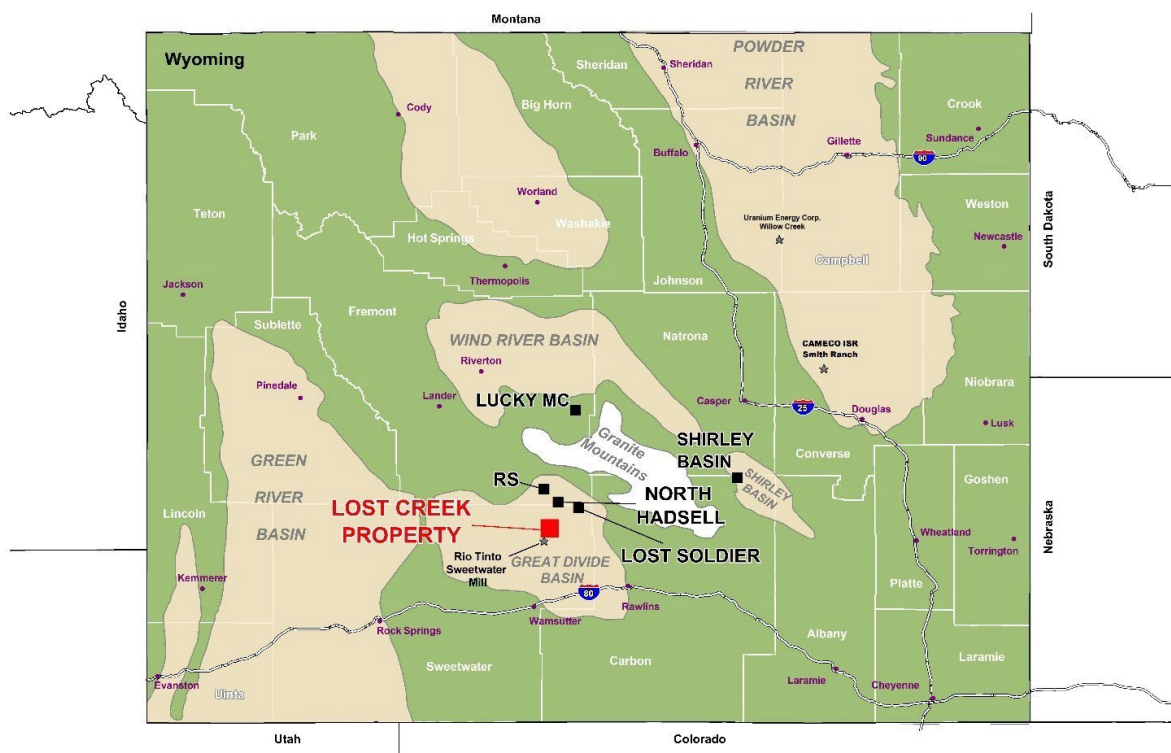 Montana
Wyoming
Sheridan
Sheridan
POWDER
RIVER
BASIN
Crook
Sundance
Cody
Big Horn
Park
Buffalo
Gillette
90
Worland
Washakie
Teton
Hot Springs
Thermopolis
Weston
Newcastle
South Dakota
Uranium Energy Corp.
Willow Creek
Campbell
Johnson
Jackson
Idaho
Sublette
Fremont
WIND RIVER BASIN
Natrona
Riverton
CAMECO ISR
Smith Ranch
Niobrara
Pinedale
Lander
LUCKY MC
Casper
25
Douglas
Lusk
Granite
Mountains
SHIRLEY
BASIN
Converse
SHIRLEY
BASIN
Goshen
GREEN
RIVER
BASIN
RS
NORTH
HADSELL
LOST CREEK
PROPERTY
LOST SOLDIER
Lincoln
Wheatland
Torrington
Nebraska
Rio Tinto
Sweetwater
Mill
GREAT DIVIDE
BASIN
Kemmerer
80
Rawlins
Platte
Wamsutter
Rock Springs
Albany
Sweetwater
Carbon
Laramie
Laramie
Evanston
Uinta
Cheyenne
Utah
Colorado